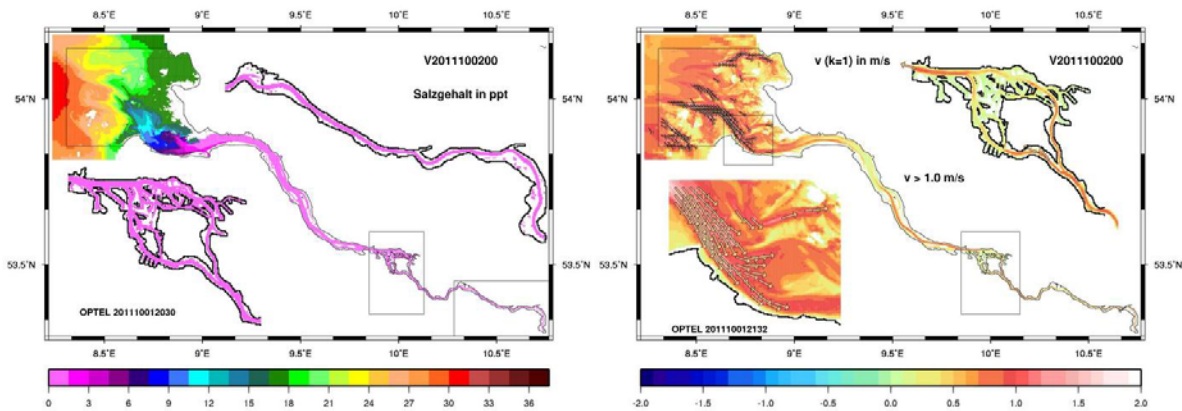 V2011100200
Salzgehalt in ppt
54°N
53.5°N
OPTEL 201110012030
8.5°E 9°E 9.5°E 10°E 10.5°E
0 3 6 9 12 15 18 21 24 27 30 33 36
v (k=1) in m/s V2011100200
54°N
v > 1.0 m/s
53.5°N
OPTEL 201110012132
8.5°E 9°E 9.5°E 10°E 10.5°E
-2.0 -1.5 -1.0 -0.5 0.0 0.5 1.0 1.5 2.0